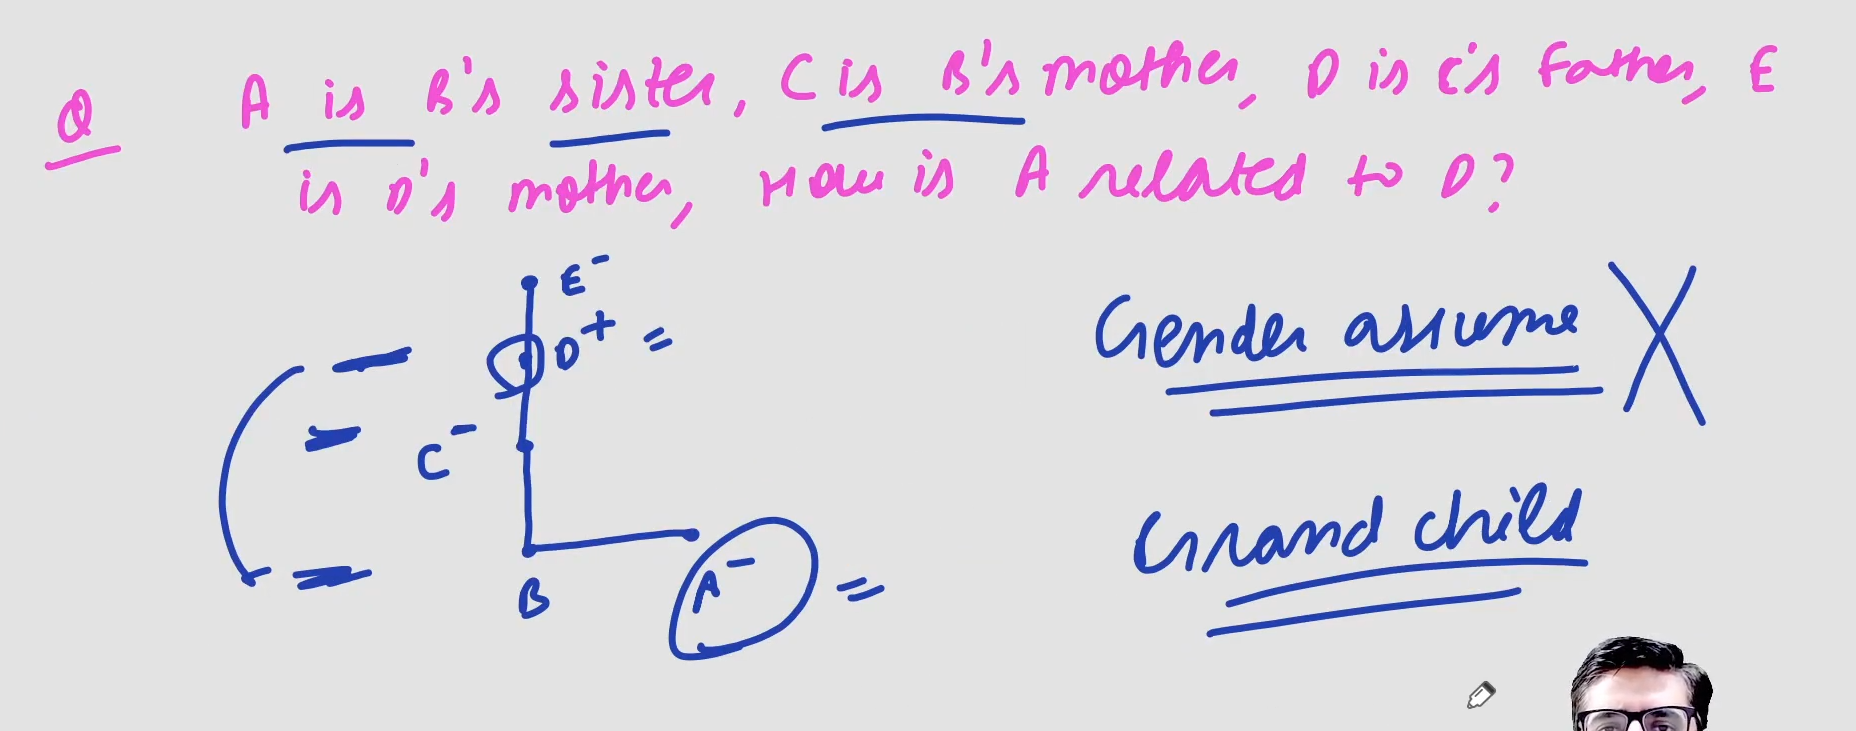 Q A is B's sister, C is B's mother, D is C's Father, E
is D's mother, How is A related to D?
E-
D+ =
C-
B
A- =
Gender assume X
Grand child